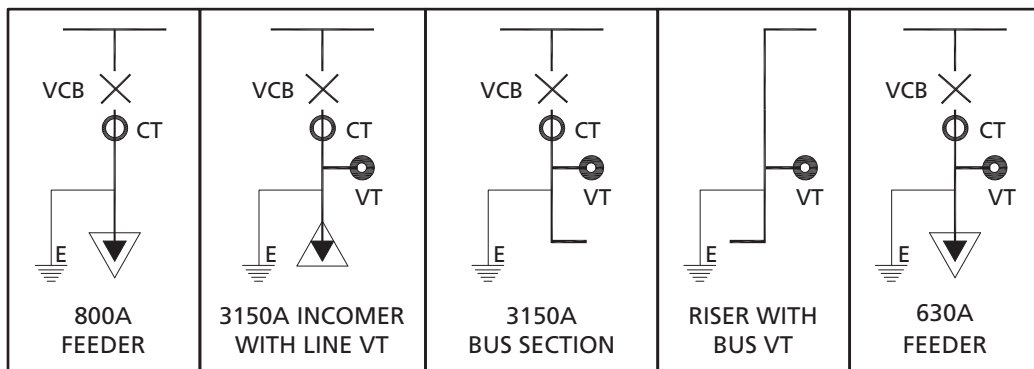 VCB
CT
E
800A
FEEDER
VCB
CT
VT
E
3150A INCOMER
WITH LINE VT
VCB
CT
VT
E
3150A
BUS SECTION
VT
E
RISER WITH
BUS VT
VCB
CT
VT
E
630A
FEEDER